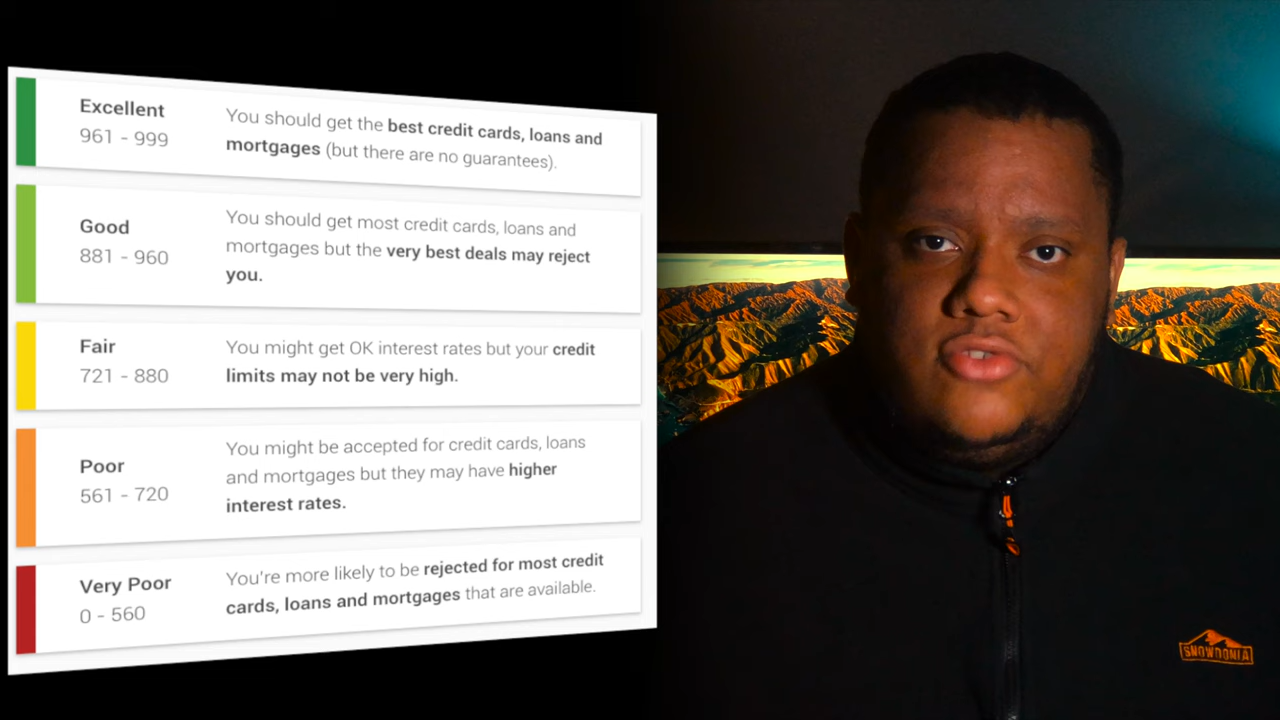 Excellent
961 - 999
You should get the best credit cards, loans and
mortgages (but there are no guarantees).
Good
881 - 960
You should get most credit cards, loans and
mortgages but the very best deals may reject
you.
Fair
721 - 880
You might get OK interest rates but your credit
limits may not be very high.
Poor
561 - 720
You might be accepted for credit cards, loans
and mortgages but they may have higher
interest rates.
Very Poor
0 - 560
You're more likely to be rejected for most credit
cards, loans and mortgages that are available.
SNOWDONIA